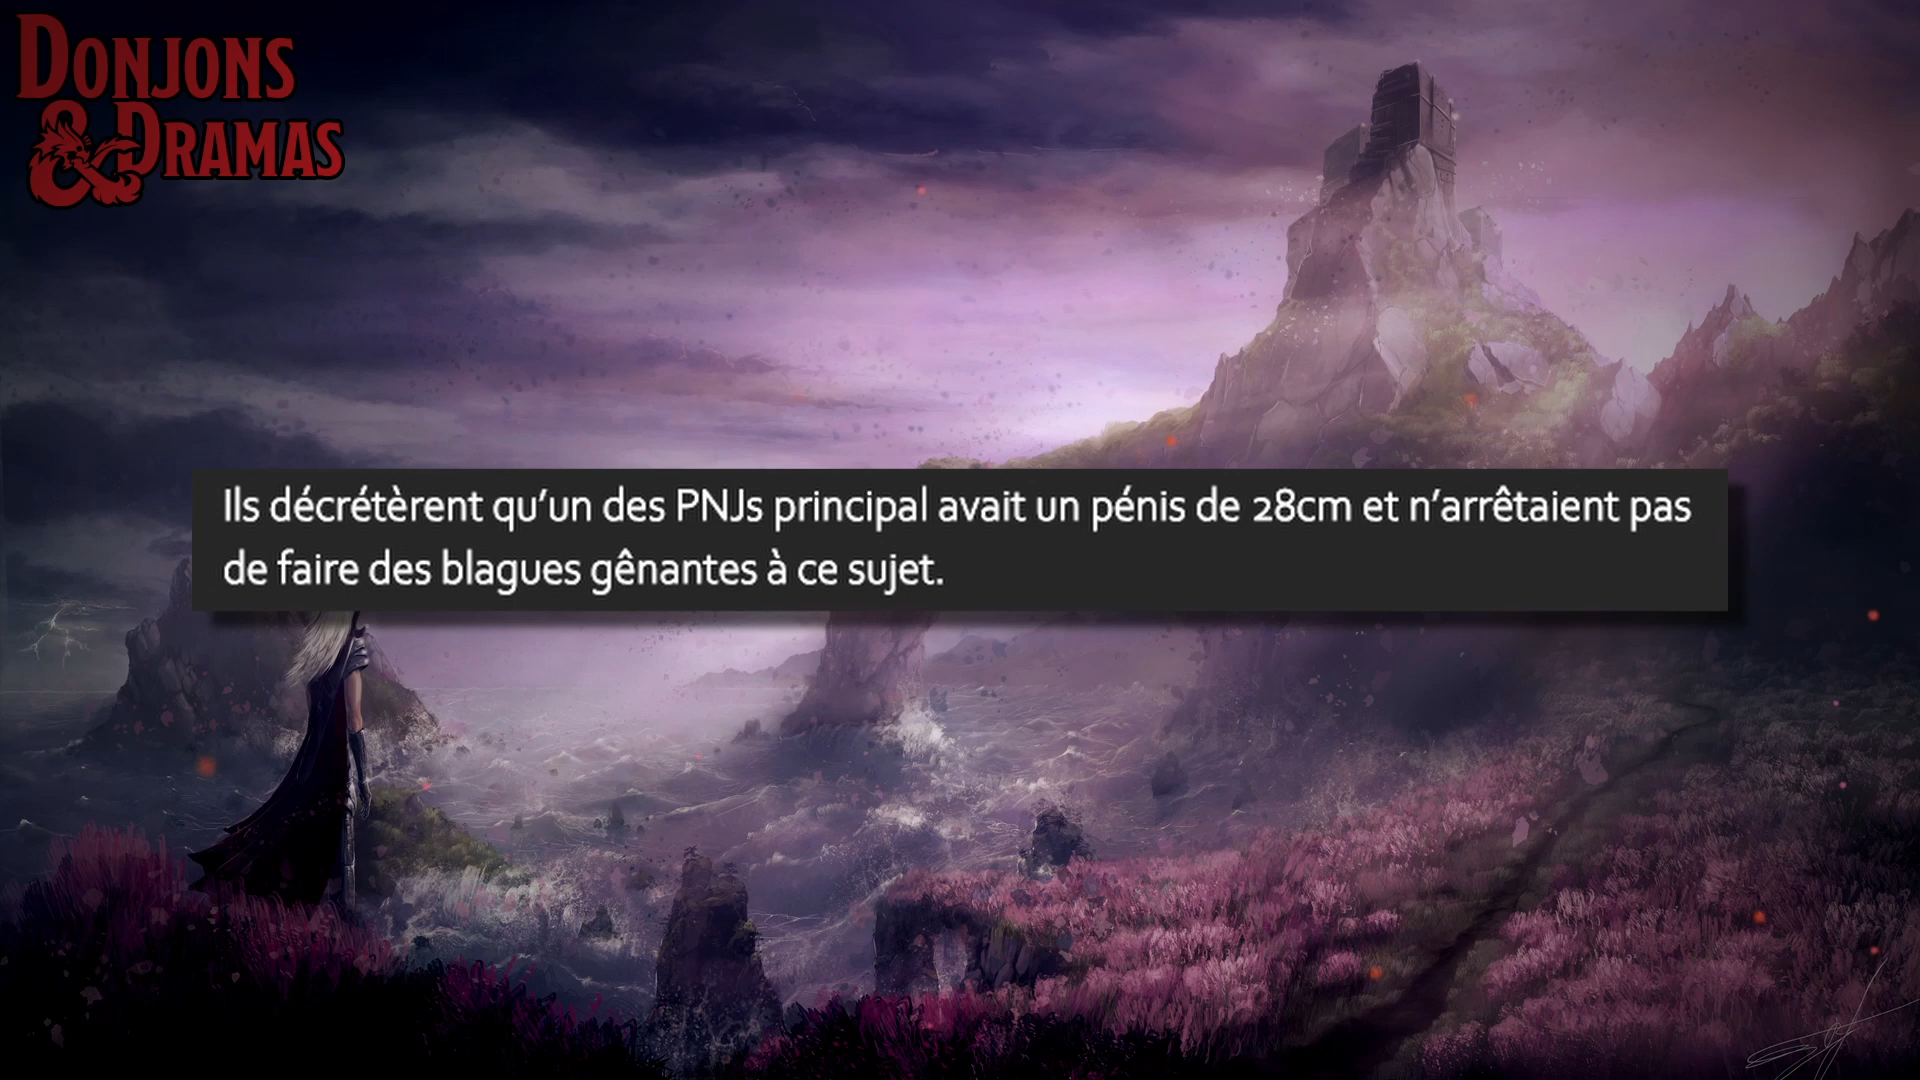 DONJONS
& DRAMAS
Ils décrétèrent qu’un des PNJs principal avait un pénis de 28cm et n’arrêtaient pas
de faire des blagues gênantes à ce sujet.